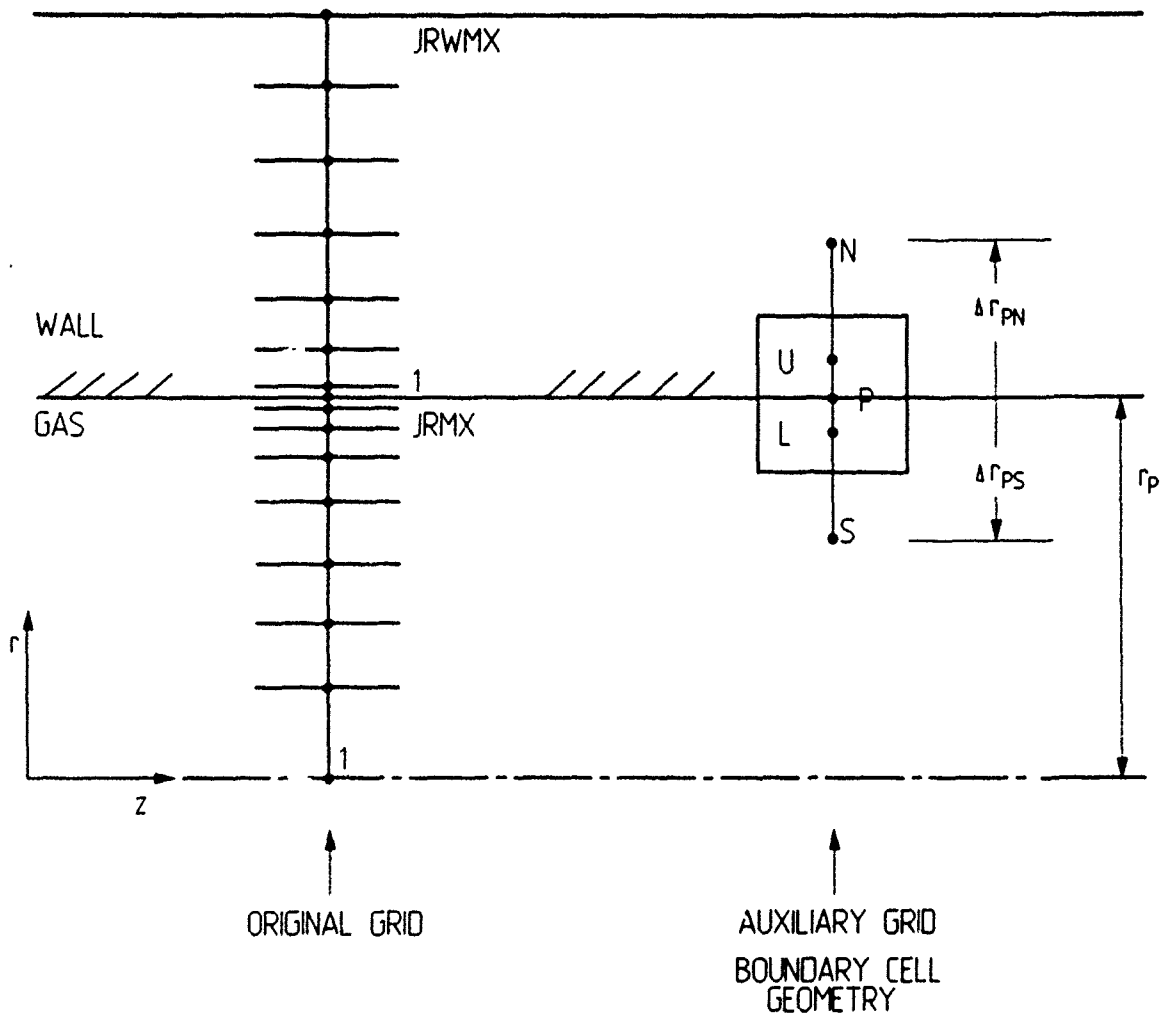 JRWMX
N
Δr_PN
WALL
U
1
P
GAS
JRMX
L
Δr_PS
r_P
S
r
1
z
ORIGINAL GRID
AUXILIARY GRID
BOUNDARY CELL
GEOMETRY